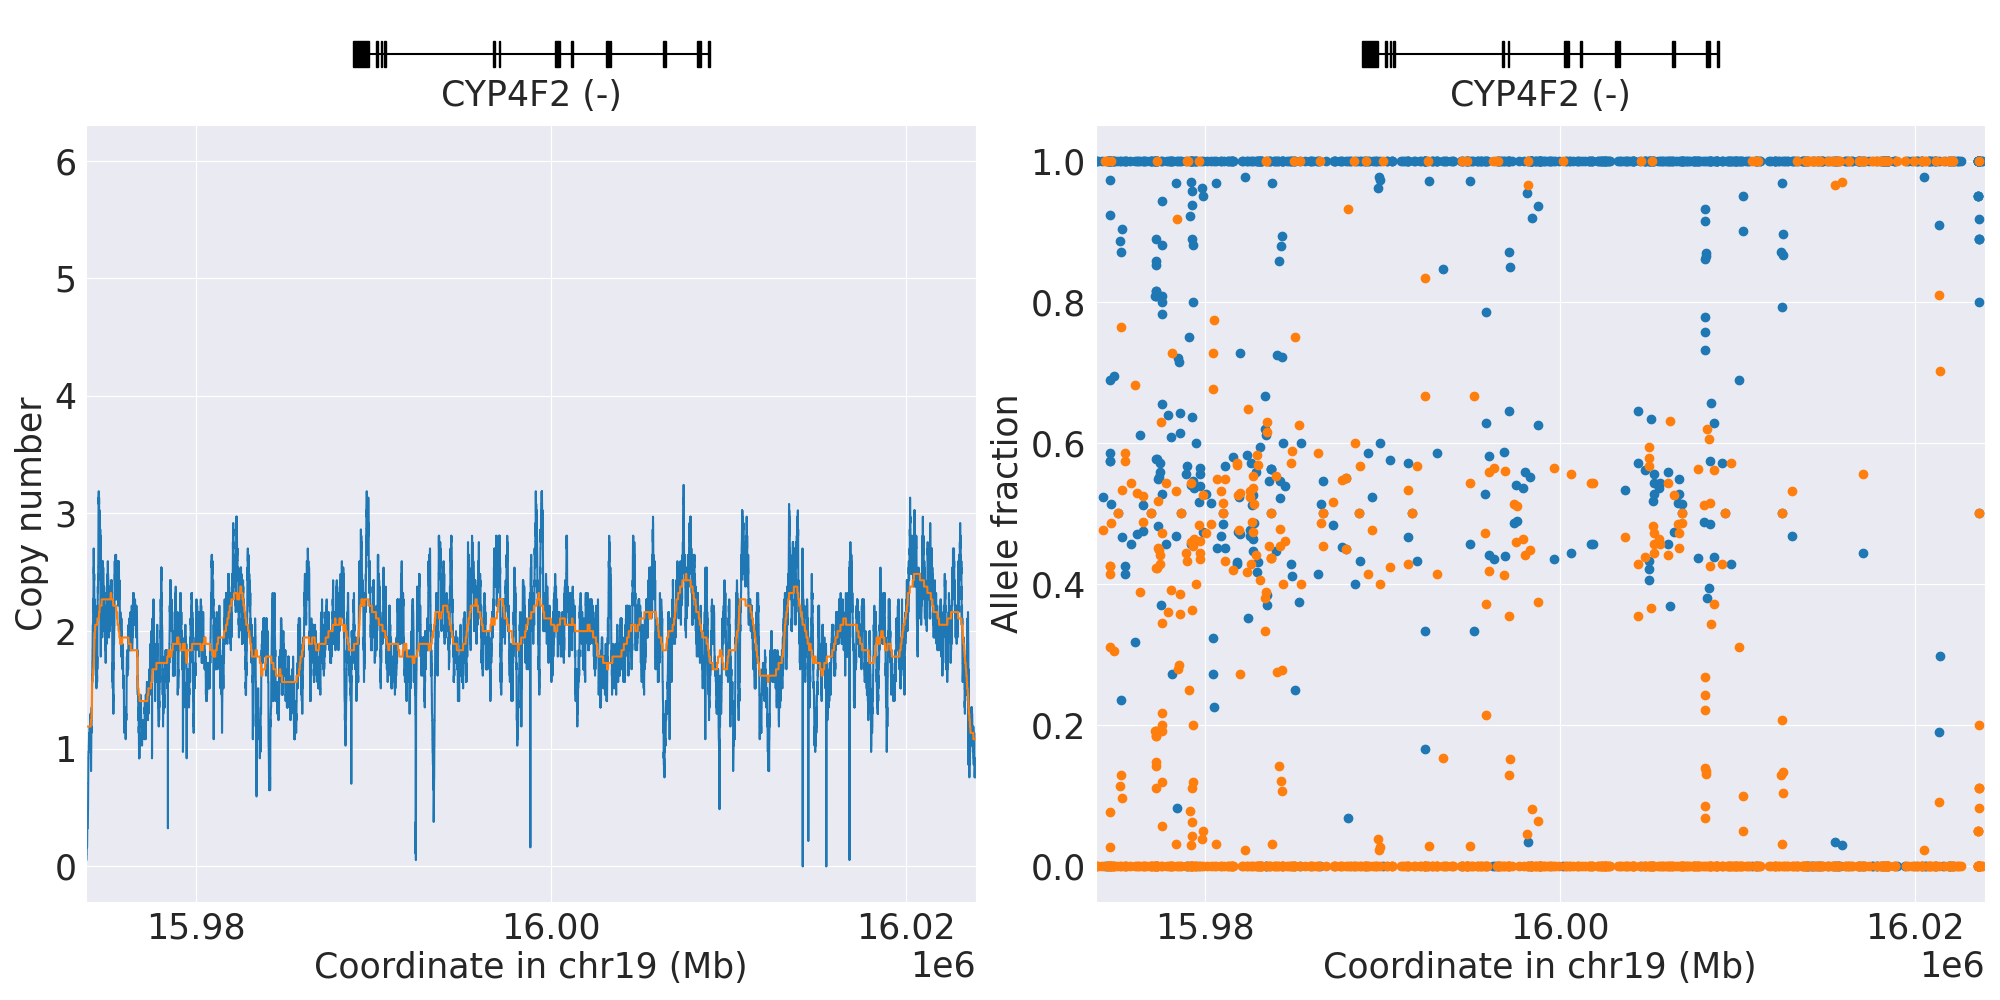 CYP4F2 (-)
6
5
4
3
2
1
0
Copy number
15.98
16.00
16.02
Coordinate in chr19 (Mb)
1e6
CYP4F2 (-)
1.0
0.8
0.6
0.4
0.2
0.0
Allele fraction
15.98
16.00
16.02
Coordinate in chr19 (Mb)
1e6